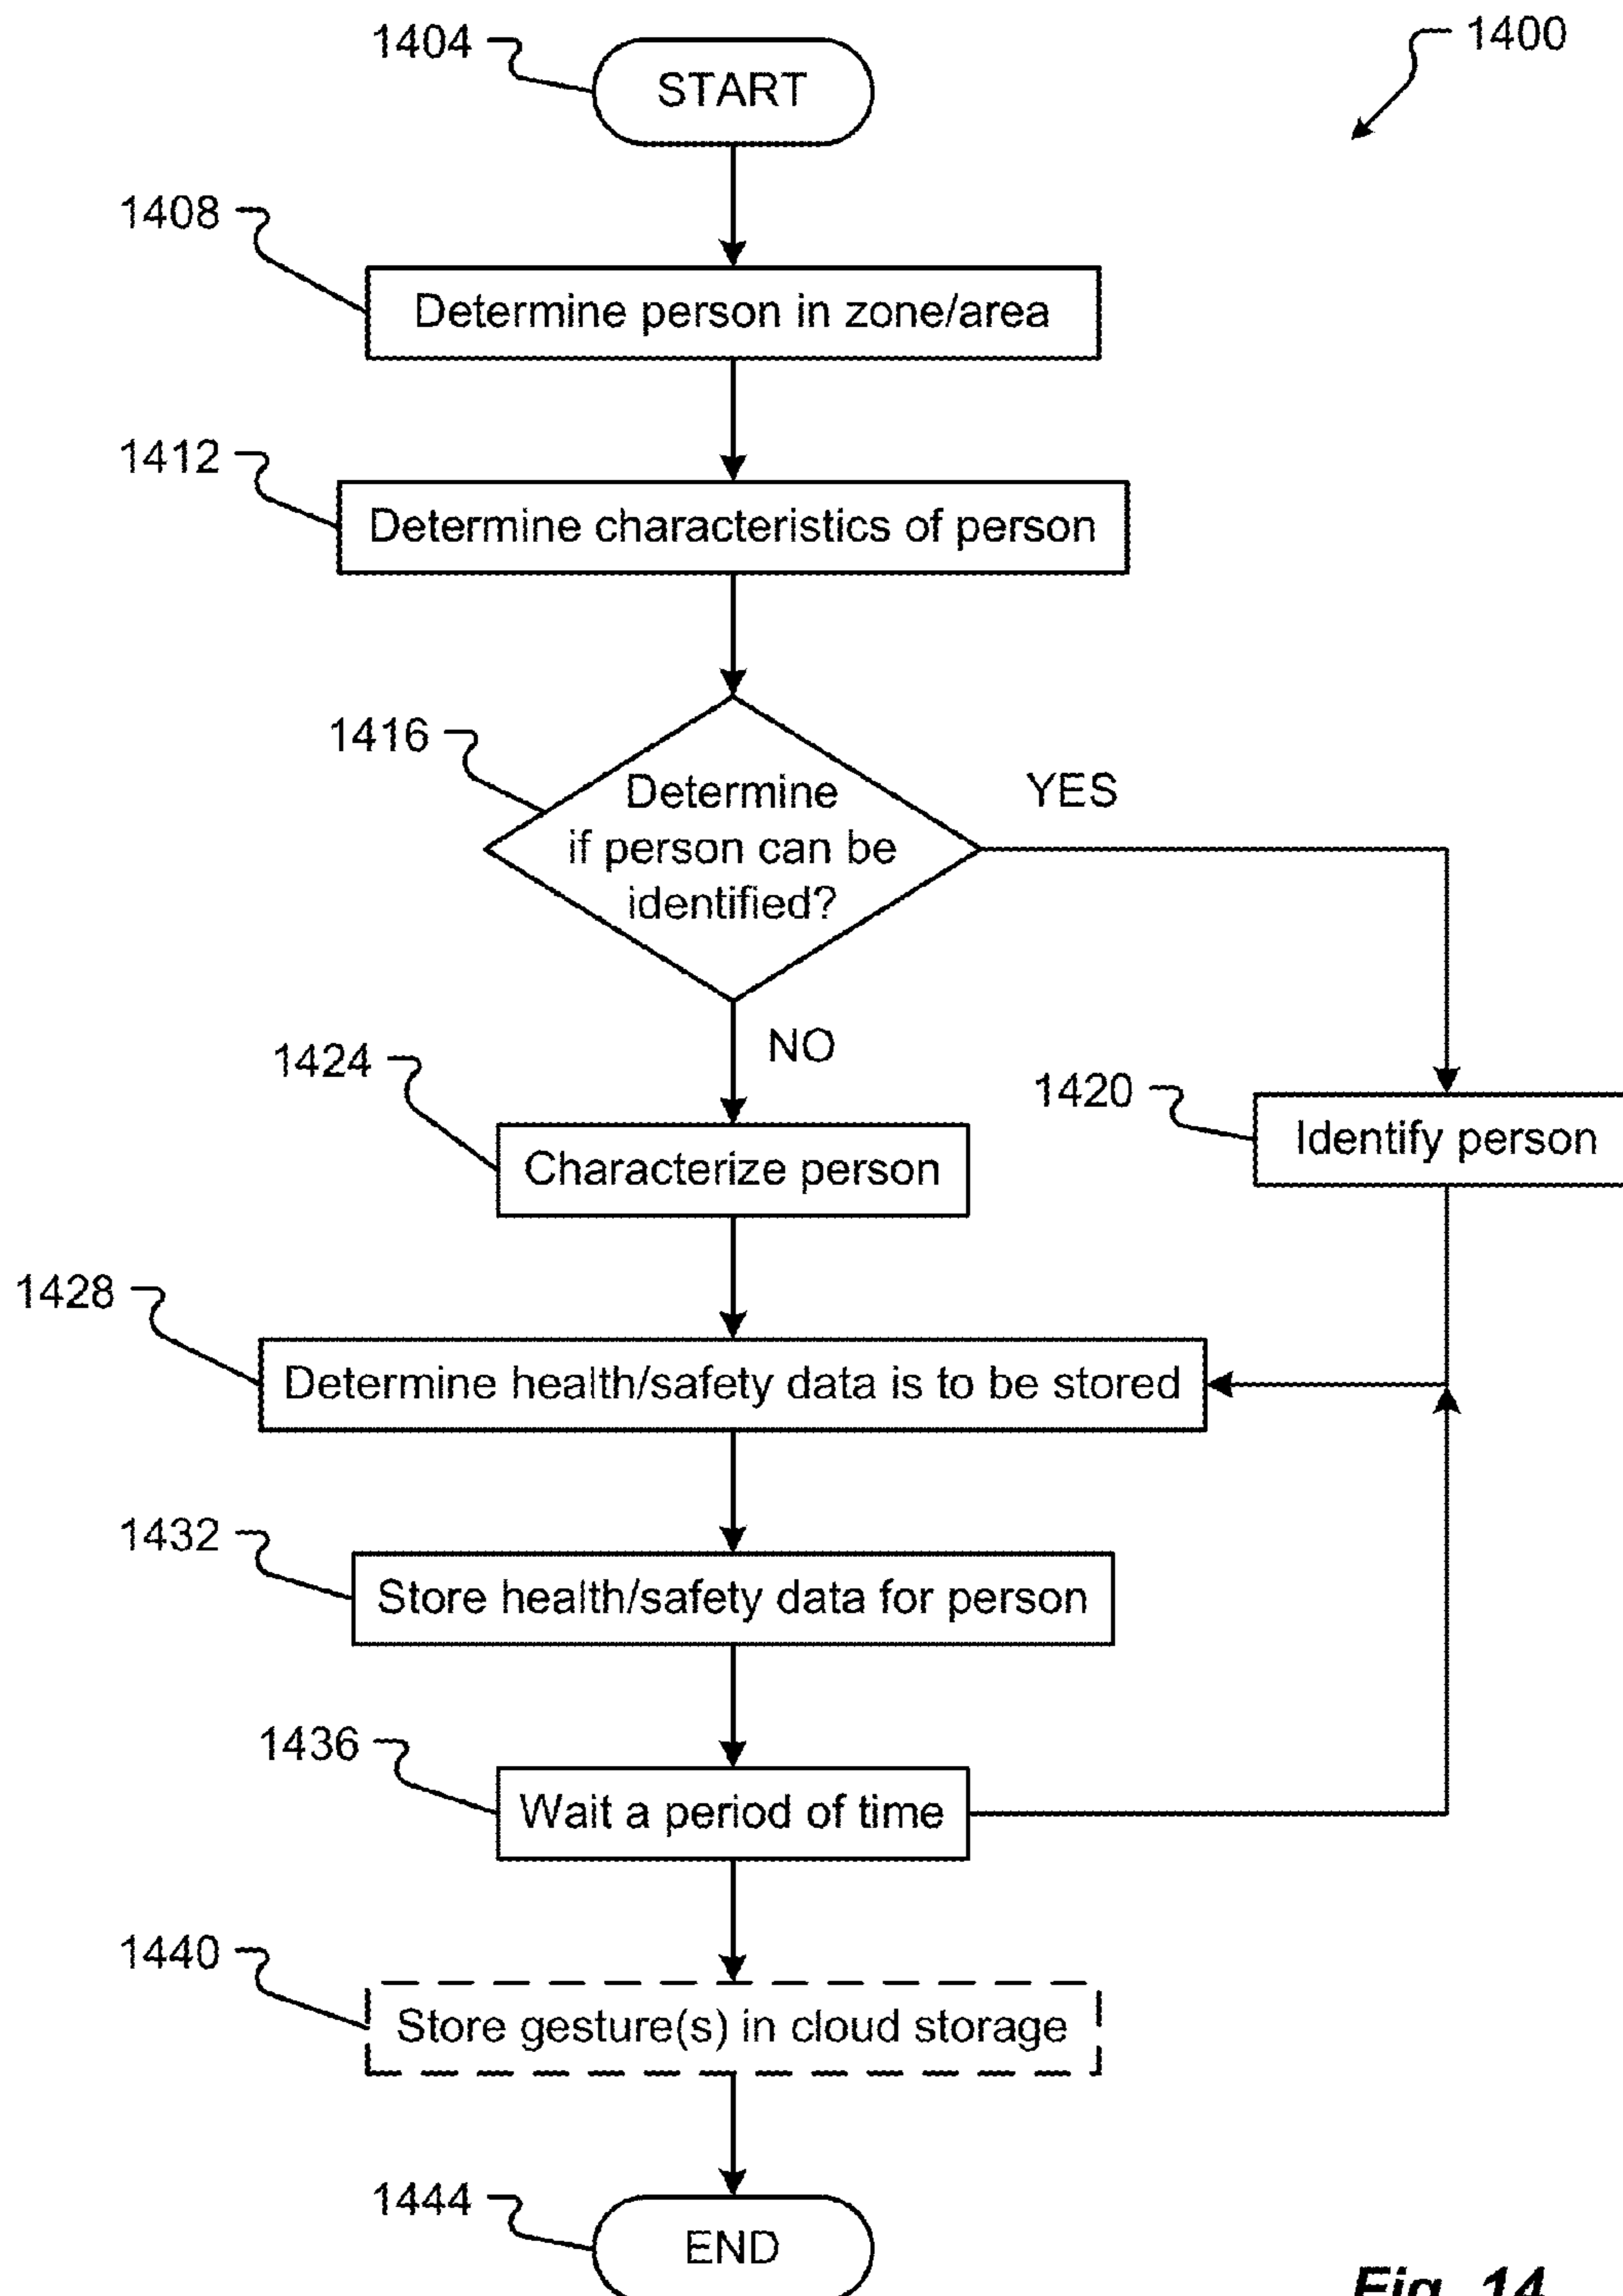 1404
START
1400
1408
Determine person in zone/area
1412
Determine characteristics of person
1416
Determine
if person can be
identified?
YES
NO
1424
Characterize person
1420
Identify person
1428
Determine health/safety data is to be stored
1432
Store health/safety data for person
1436
Wait a period of time
1440
Store gesture(s) in cloud storage
1444
END
Fig. 14